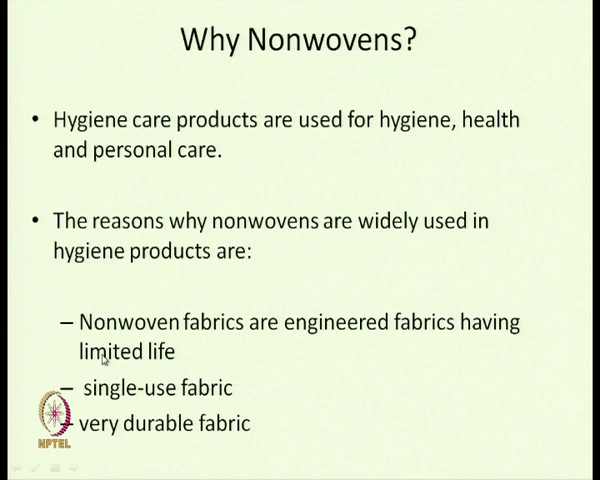 Why Nonwovens?
• Hygiene care products are used for hygiene, health
and personal care.
• The reasons why nonwovens are widely used in
hygiene products are:
– Nonwoven fabrics are engineered fabrics having
limited life
– single-use fabric
– very durable fabric
NPTEL